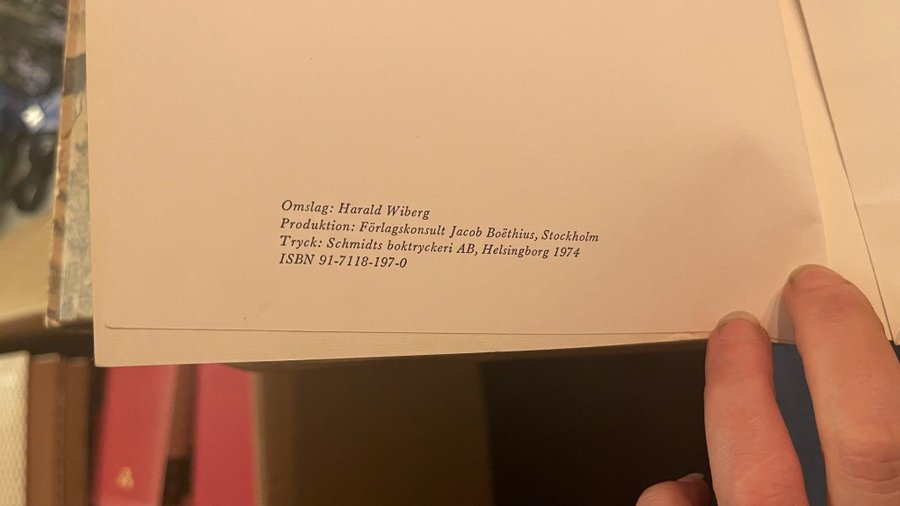 Omslag: Harald Wiberg
Produktion: Förlagskonsult Jacob Boëthius, Stockholm
Tryck: Schmidts boktryckeri AB, Helsingborg 1974
ISBN 91-7118-197-0